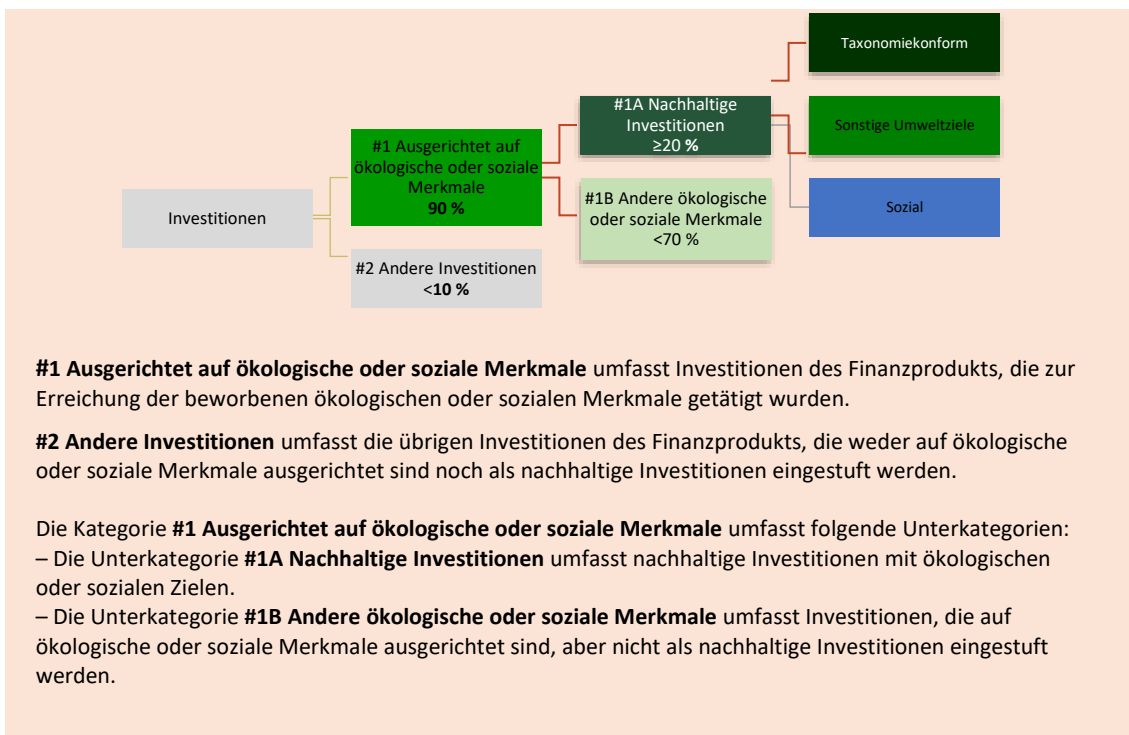 Taxonomiekonform
#1A Nachhaltige
Investitionen
≥20 %
Sonstige Umweltziele
#1 Ausgerichtet auf
ökologische oder soziale
Merkmale
90 %
#1B Andere ökologische
oder soziale Merkmale
<70 %
Sozial
Investitionen
#2 Andere Investitionen
<10 %
#1 Ausgerichtet auf ökologische oder soziale Merkmale umfasst Investitionen des Finanzprodukts, die zur
Erreichung der beworbenen ökologischen oder sozialen Merkmale getätigt wurden.
#2 Andere Investitionen umfasst die übrigen Investitionen des Finanzprodukts, die weder auf ökologische
oder soziale Merkmale ausgerichtet sind noch als nachhaltige Investitionen eingestuft werden.
Die Kategorie #1 Ausgerichtet auf ökologische oder soziale Merkmale umfasst folgende Unterkategorien:
– Die Unterkategorie #1A Nachhaltige Investitionen umfasst nachhaltige Investitionen mit ökologischen
oder sozialen Zielen.
– Die Unterkategorie #1B Andere ökologische oder soziale Merkmale umfasst Investitionen, die auf
ökologische oder soziale Merkmale ausgerichtet sind, aber nicht als nachhaltige Investitionen eingestuft
werden.